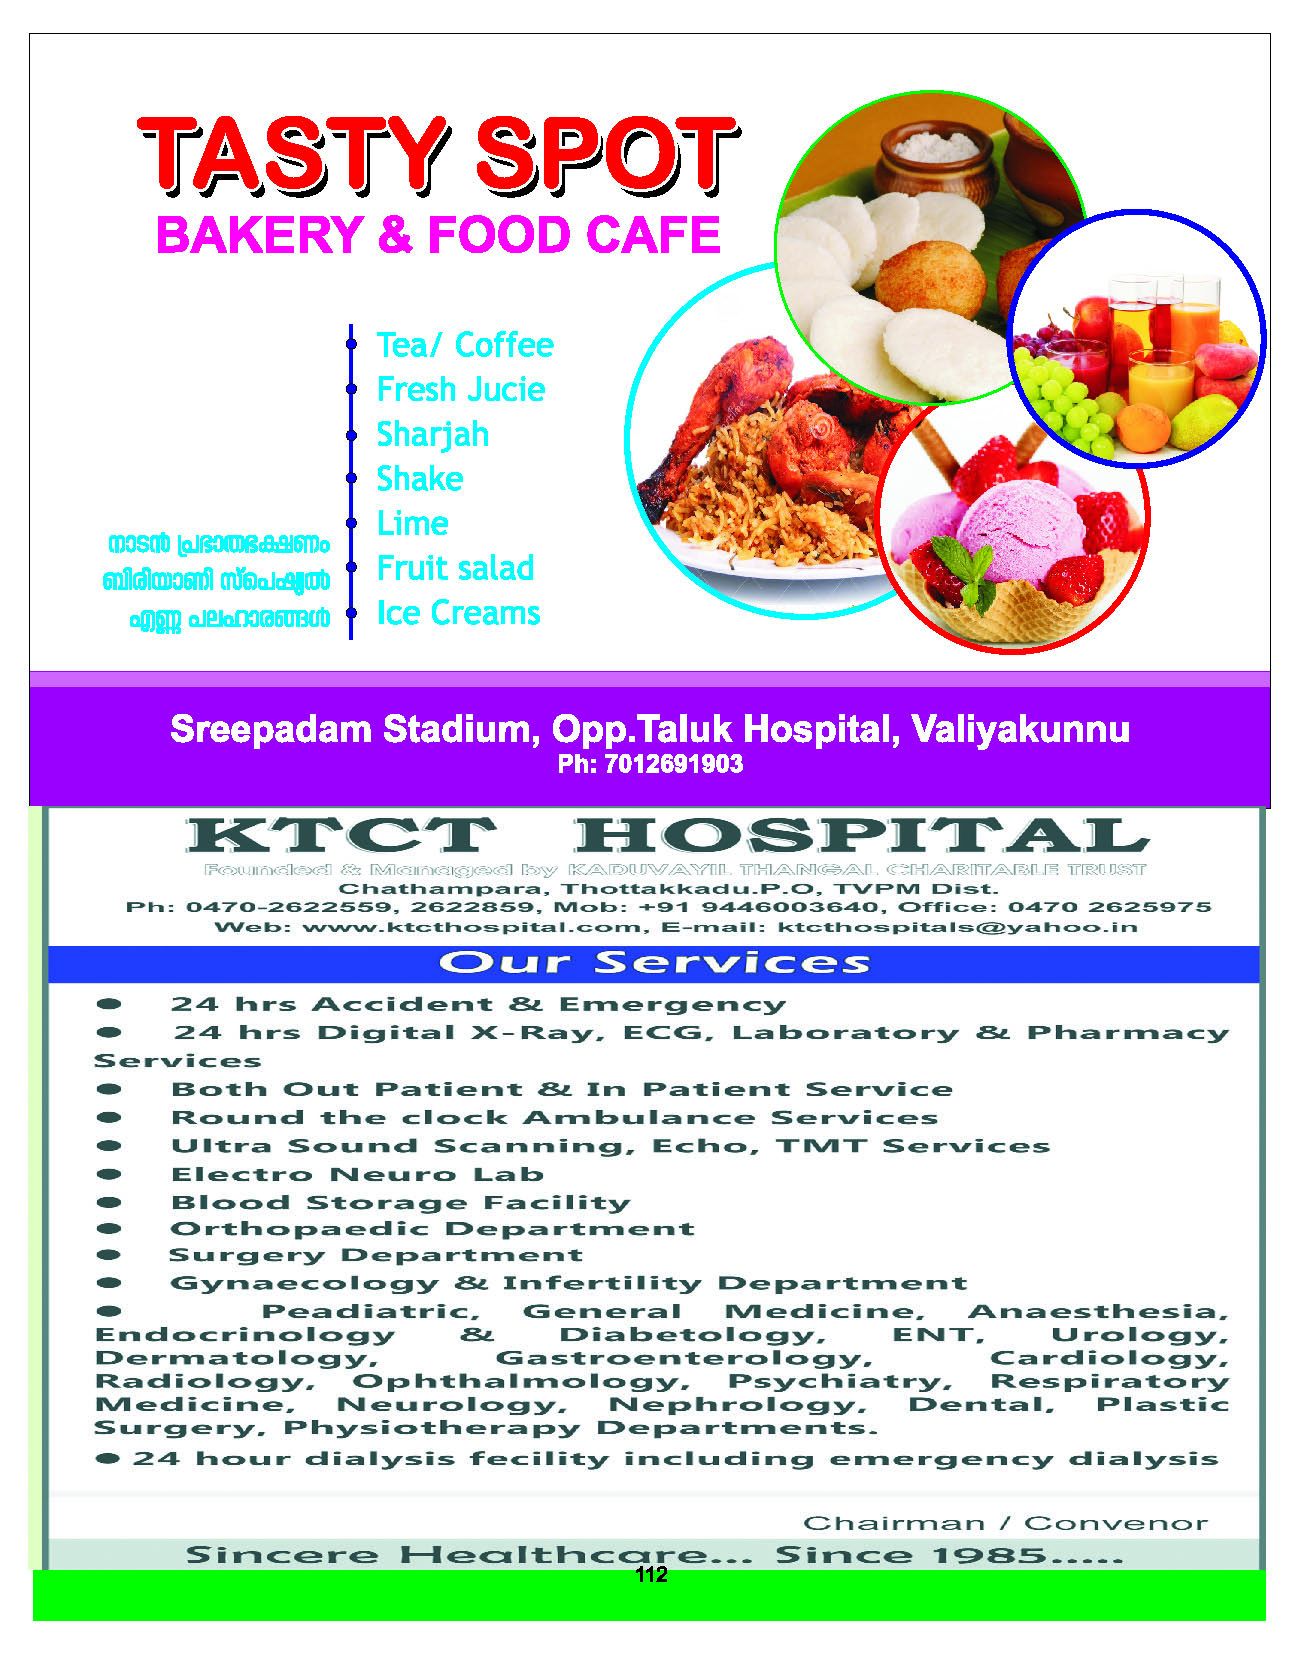 TASTY SPOT
BAKERY & FOOD CAFE
Tea/ Coffee
Fresh Jucie
Sharjah
Shake
Lime
Fruit salad
Ice Creams
നാടൻ പ്രഭാതഭക്ഷണം
ബിരിയാണി സ്പെഷ്യൽ
എണ്ണ പലഹാരങ്ങൾ
Sreepadam Stadium, Opp.Taluk Hospital, Valiyakunnu
Ph: 7012691903
KTCT HOSPITAL
Founded & Managed by KADUVAYIL THANGAL CHARITABLE TRUST
Chathampara, Thottakkadu.P.O, TVPM Dist.
Ph: 0470-2622559, 2622859, Mob: +91 9446003640, Office: 0470 2625975
Web: www.ktcthospital.com, E-mail: ktcthospitals@yahoo.in
Our Services
● 24 hrs Accident & Emergency
● 24 hrs Digital X-Ray, ECG, Laboratory & Pharmacy
Services
● Both Out Patient & In Patient Service
● Round the clock Ambulance Services
● Ultra Sound Scanning, Echo, TMT Services
● Electro Neuro Lab
● Blood Storage Facility
● Orthopaedic Department
● Surgery Department
● Gynaecology & Infertility Department
● Peadiatric, General Medicine, Anaesthesia,
Endocrinology & Diabetology, ENT, Urology,
Dermatology, Gastroenterology, Cardiology,
Radiology, Ophthalmology, Psychiatry, Respiratory
Medicine, Neurology, Nephrology, Dental, Plastic
Surgery, Physiotherapy Departments.
● 24 hour dialysis fecility including emergency dialysis
Chairman / Convenor
Sincere Healthcare... Since 1985.....
112